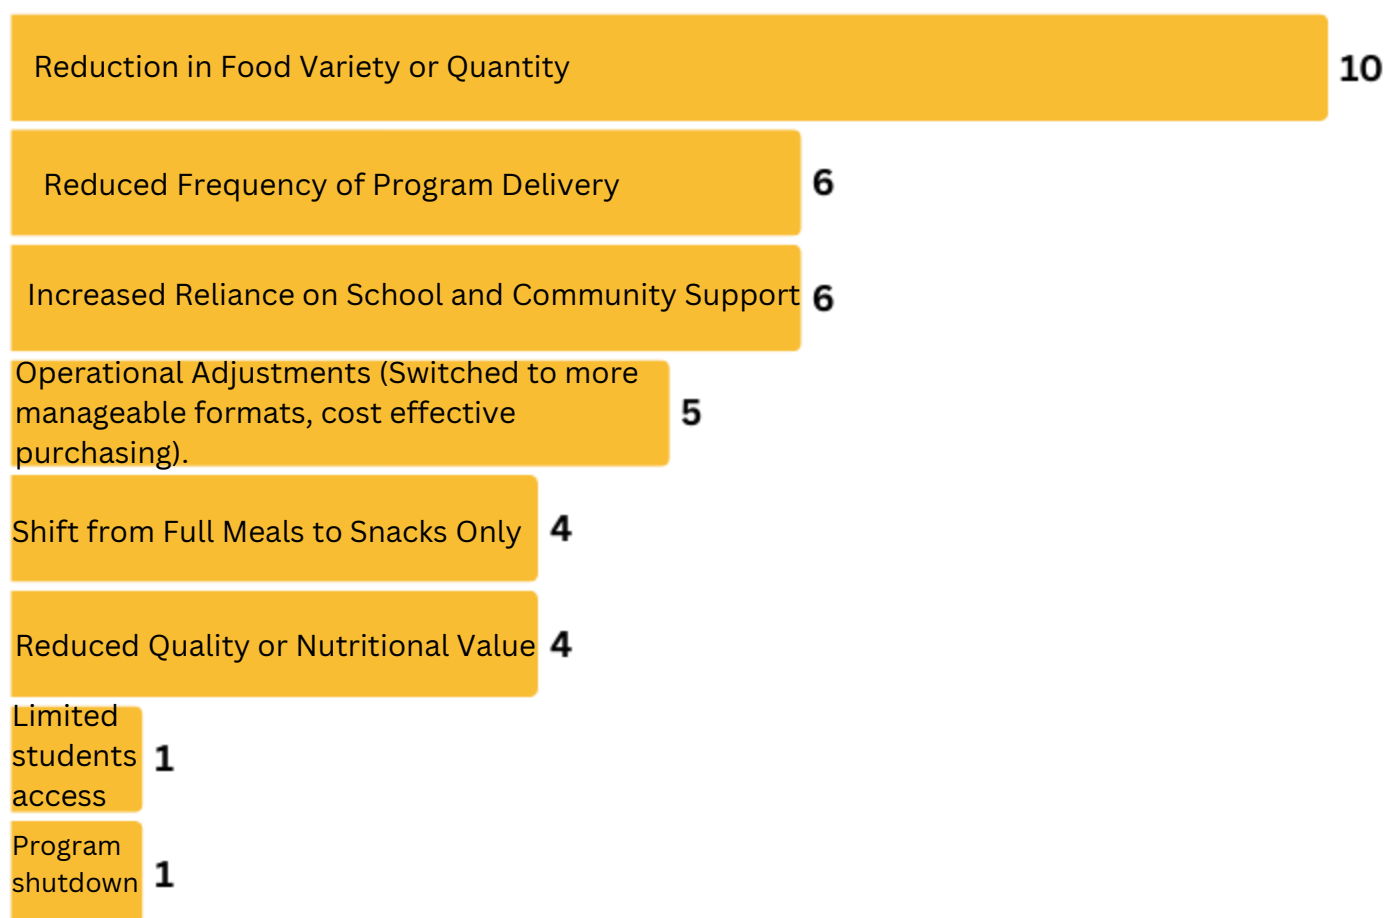 Reduction in Food Variety or Quantity 10
Reduced Frequency of Program Delivery 6
Increased Reliance on School and Community Support 6
Operational Adjustments (Switched to more
manageable formats, cost effective
purchasing).
5
Shift from Full Meals to Snacks Only 4
Reduced Quality or Nutritional Value 4
Limited
students
access
1
Program
shutdown
1